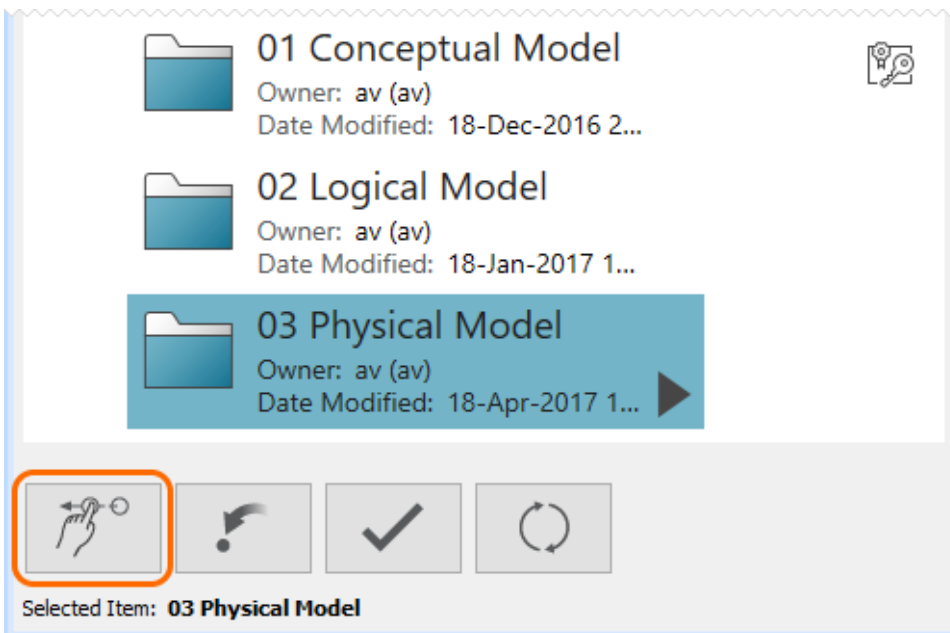 01 Conceptual Model
Owner: av (av)
Date Modified: 18-Dec-2016 2...
02 Logical Model
Owner: av (av)
Date Modified: 18-Jan-2017 1...
03 Physical Model
Owner: av (av)
Date Modified: 18-Apr-2017 1...
Selected Item: 03 Physical Model